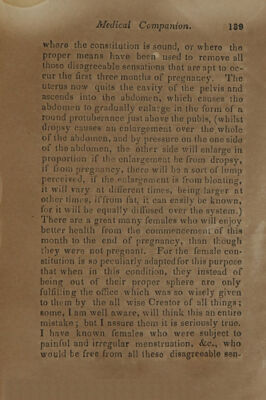 Medical Companion. 139
where the constitution is sound, or where the
proper means have been used to remove all
those disagreeable sensations that are apt to oc-
cur the first three months of pregnancy. The
uterus now quits the cavity of the pelvis and
ascends into the abdomen, which causes the
abdomen to gradually enlarge in the form of a
round protuberance just above the pubis, (whilst
dropsy causes an enlargement over the whole
of the abdomen, and by pressure on the one side
of the abdomen, the other side will enlarge in
proportion if the enlargement be from dropsy,
if from pregnancy, there will be a sort of lump
perceived, if the enlargement is from bloating,
it will vary at different times, being larger at
other times, if from fat, it can easily be known,
for it will be equally diffused over the system.)
There are a great many females who will enjoy
better health from the commencement of this
month to the end of pregnancy, than though
they were not pregnant. For the female con-
stitution is so peculiarly adapted for this purpose
that when in this condition, they instead of
being out of their proper sphere are only
fulfilling the office which was so wisely given
to them by the all wise Creator of all things;
some, I am well aware, will think this an entire
mistake; but I assure them it is seriously true.
I have known females who were subject to
painful and irregular menstruation, &c., who
would be free from all these disagreeable sen-